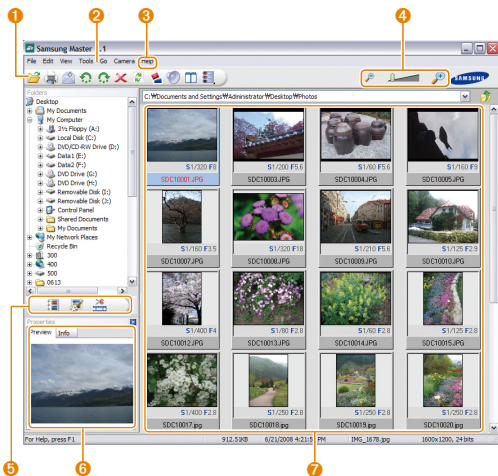 1 2 3 4
Samsung Master .1
File Edit View Tools Go Camera Help
SAMSUNG
Folders
C:₩Documents and Settings₩Administrator₩Desktop₩Photos
Desktop
My Documents
My Computer
3½ Floppy (A:)
Local Disk (C:)
DVD/CD-RW Drive (D:)
Data1 (E:)
Data2 (F:)
DVD Drive (G:)
DVD Drive (H:)
Removable Disk (I:)
Removable Disk (J:)
Control Panel
Shared Documents
My Documents
My Network Places
Recycle Bin
300
400
500
0613
S1/320 F8 S1/200 F5.6 S1/60 F5.6 S1/160 F9
SDC10001.JPG SDC10003.JPG SDC10004.JPG SDC10005.JPG
S1/160 F3.5 S1/320 F18 S1/210 F5.6 S1/125 F2.9
SDC10007.JPG SDC10008.JPG SDC10009.JPG SDC10010.JPG
S1/400 F4 S1/80 F2.8 S1/60 F2.8 S1/125 F2.8
SDC10012.JPG SDC10013.JPG SDC10014.JPG SDC10015.JPG
S1/400 F2.8 S1/250 F2.8 S1/250 F2.8 S1/250 F2.8
SDC10017.jpg SDC10018.jpg SDC10019.jpg SDC10020.jpg
Properties
Preview Info
For Help, press F1 912.51KB 6/21/2008 4:21:5 PM IMG_1678.jpg 1600x1200, 24 bits
5 6 7